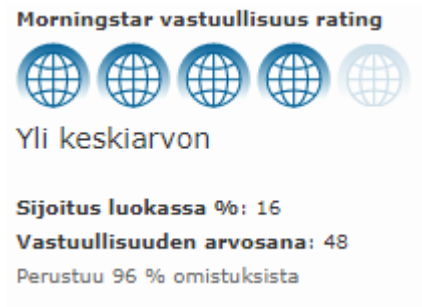 Morningstar vastuullisuus rating
Yli keskiarvon
Sijoitus luokassa %: 16
Vastuullisuuden arvosana: 48
Perustuu 96 % omistuksista